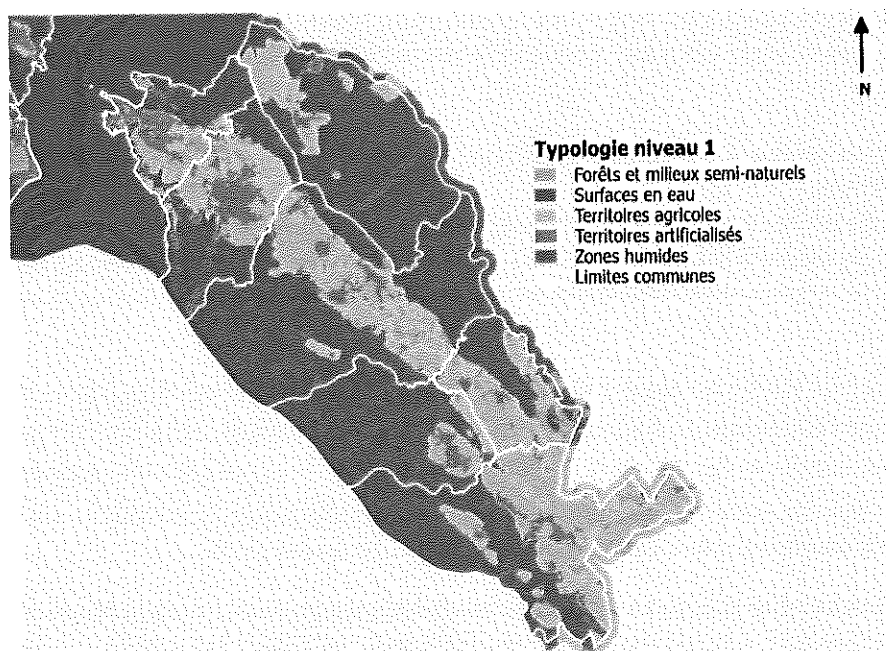 N
Typologie niveau 1
Forêts et milieux semi-naturels
Surfaces en eau
Territoires agricoles
Territoires artificialisés
Zones humides
Limites communes